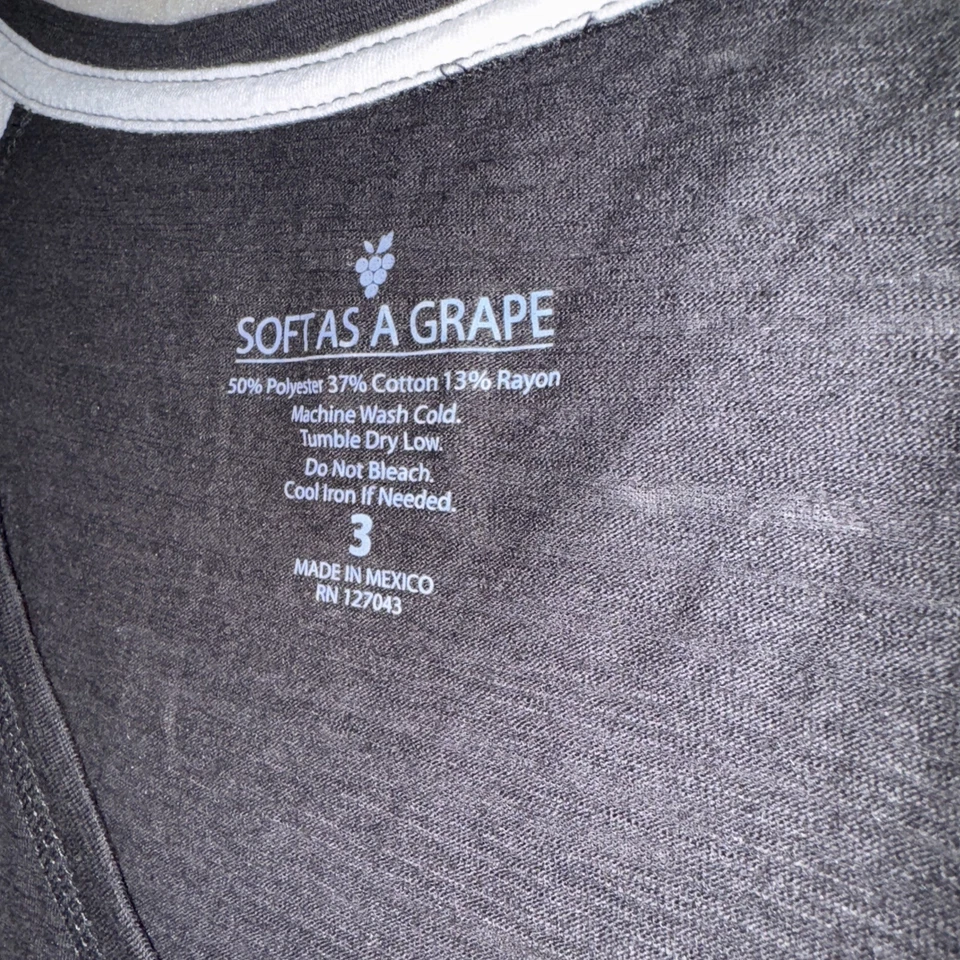 SOFT AS A GRAPE
50% Polyester 37% Cotton 13% Rayon
Machine Wash Cold.
Tumble Dry Low.
Do Not Bleach.
Cool Iron If Needed.
3
MADE IN MEXICO
RN 127043